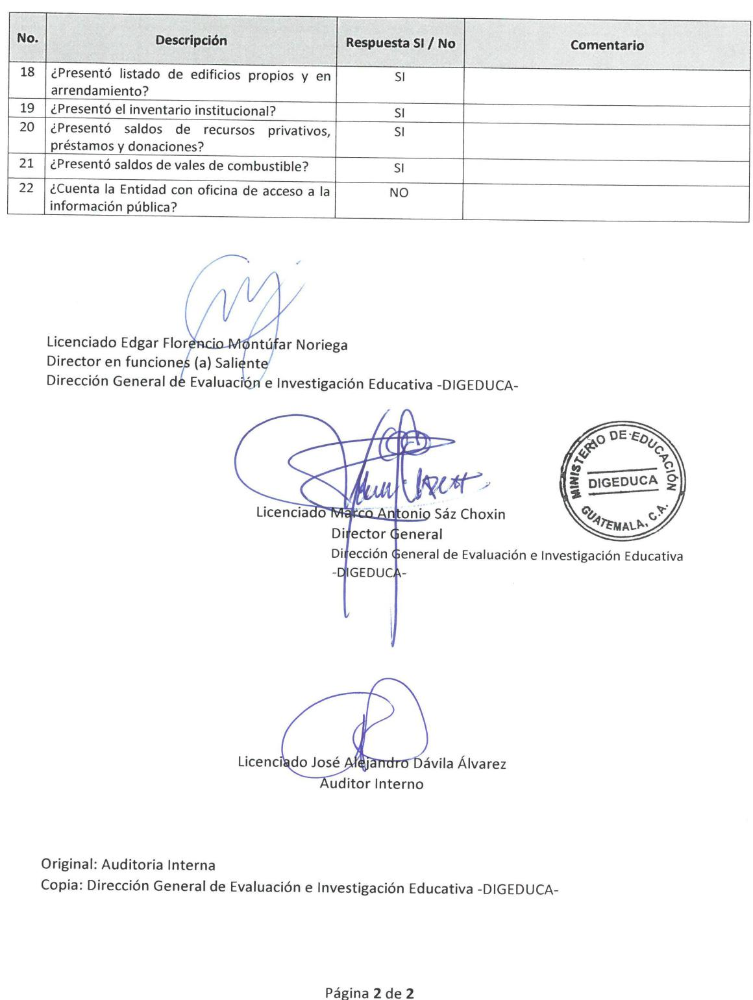 No. Descripción Respuesta SI / No Comentario
18 ¿Presentó listado de edificios propios y en SI
arrendamiento?
19 ¿Presentó el inventario institucional? SI
20 ¿Presentó saldos de recursos privativos, SI
préstamos y donaciones?
21 ¿Presentó saldos de vales de combustible? SI
22 ¿Cuenta la Entidad con oficina de acceso a la NO
información pública?
Licenciado Edgar Florencio Montúfar Noriega
Director en funciones (a) Saliente
Dirección General de Evaluación e Investigación Educativa -DIGEDUCA-
MINISTERIO DE EDUCACIÓN
DIGEDUCA
GUATEMALA, C.A.
Licenciado Marco Antonio Sáz Choxin
Director General
Dirección General de Evaluación e Investigación Educativa
-DIGEDUCA-
Licenciado José Alejandro Dávila Álvarez
Auditor Interno
Original: Auditoria Interna
Copia: Dirección General de Evaluación e Investigación Educativa -DIGEDUCA-
Página 2 de 2